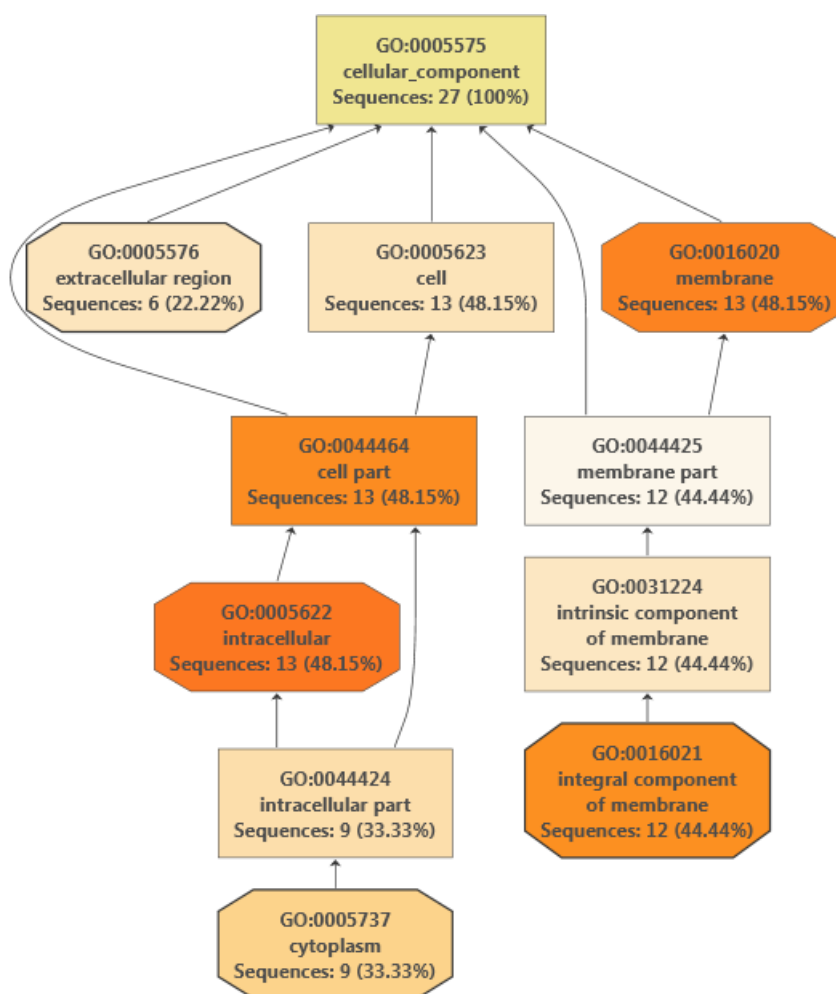 GO:0005575
cellular_component
Sequences: 27 (100%)
GO:0005576
extracellular region
Sequences: 6 (22.22%)
GO:0005623
cell
Sequences: 13 (48.15%)
GO:0016020
membrane
Sequences: 13 (48.15%)
GO:0044464
cell part
Sequences: 13 (48.15%)
GO:0044425
membrane part
Sequences: 12 (44.44%)
GO:0005622
intracellular
Sequences: 13 (48.15%)
GO:0031224
intrinsic component
of membrane
Sequences: 12 (44.44%)
GO:0044424
intracellular part
Sequences: 9 (33.33%)
GO:0016021
integral component
of membrane
Sequences: 12 (44.44%)
GO:0005737
cytoplasm
Sequences: 9 (33.33%)